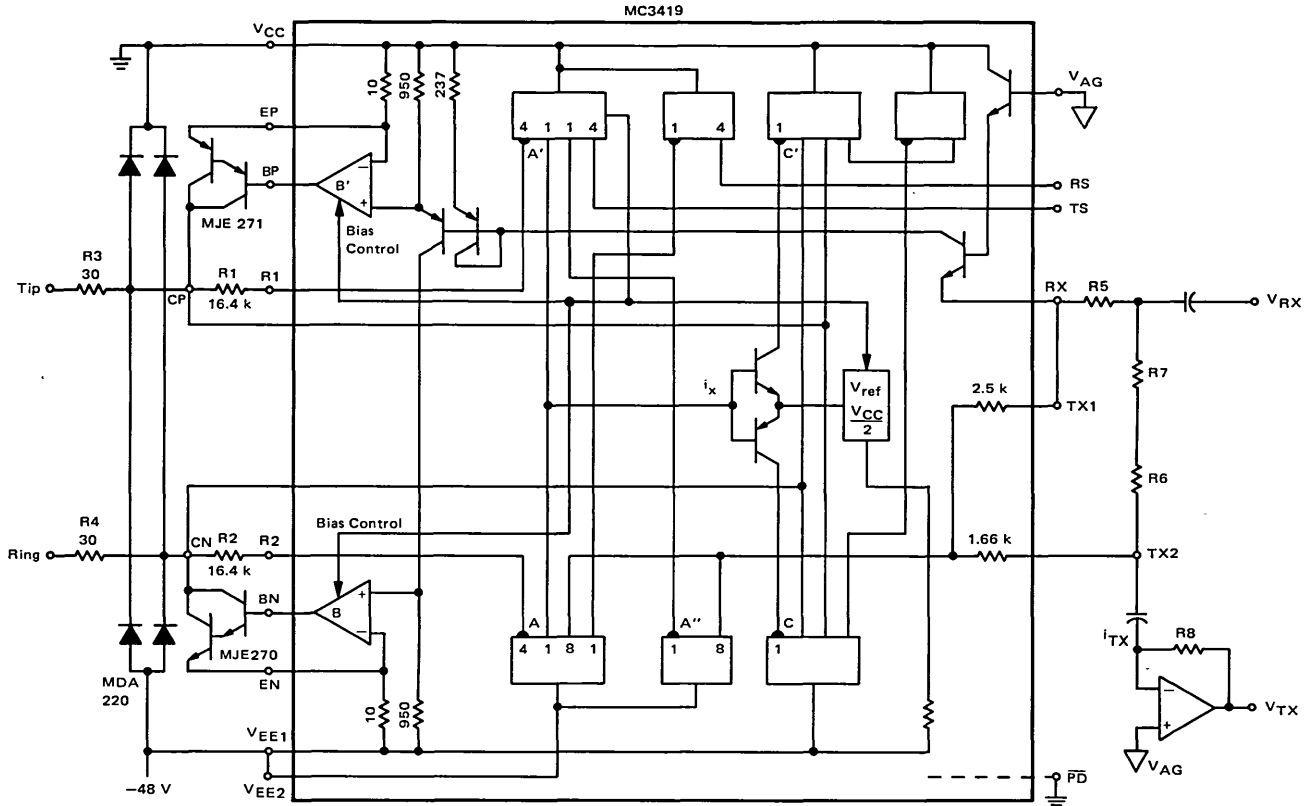 MC3419
VCC
10
950
237
EP
BP
MJE 271
B'
−
+
Bias
Control
4 1 1 4
A'
1 4
1
C'
VAG
RS
TS
R3
30
Tip
CP
R1
16.4 k
R1
RX
R5
VRX
R7
ix
Vref
VCC
2
2.5 k
TX1
R6
R4
30
Ring
CN
R2
16.4 k
R2
Bias Control
1.66 k
TX2
BN
B
+
−
MJE270
EN
A
4 1 8 1
A''
1 8
C
1
iTX
R8
−
+
VTX
VAG
MDA
220
10
950
VEE1
−48 V
VEE2
PD